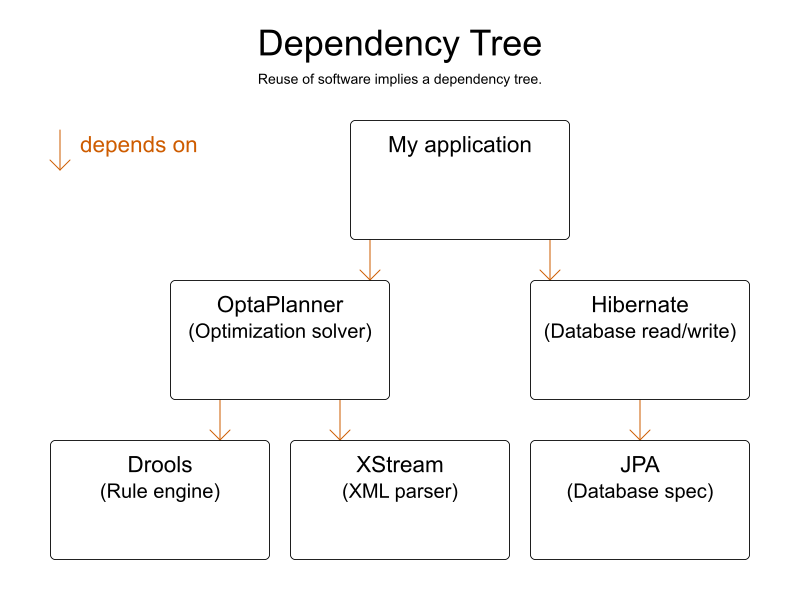 Dependency Tree
Reuse of software implies a dependency tree.
depends on
My application
OptaPlanner
(Optimization solver)
Hibernate
(Database read/write)
Drools
(Rule engine)
XStream
(XML parser)
JPA
(Database spec)